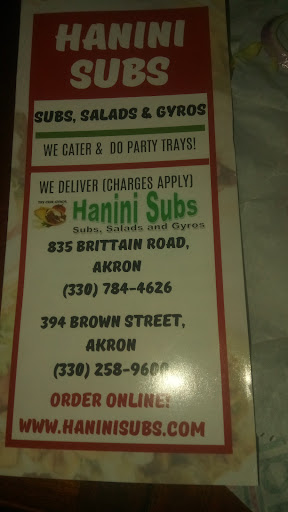 HANINI
SUBS
SUBS, SALADS & GYROS
WE CATER & DO PARTY TRAYS!
WE DELIVER (CHARGES APPLY)
Hanini Subs
Subs, Salads and Gyros
835 BRITTAIN ROAD,
AKRON
(330) 784-4626
394 BROWN STREET,
AKRON
(330) 258-9600
ORDER ONLINE!
WWW.HANINISUBS.COM